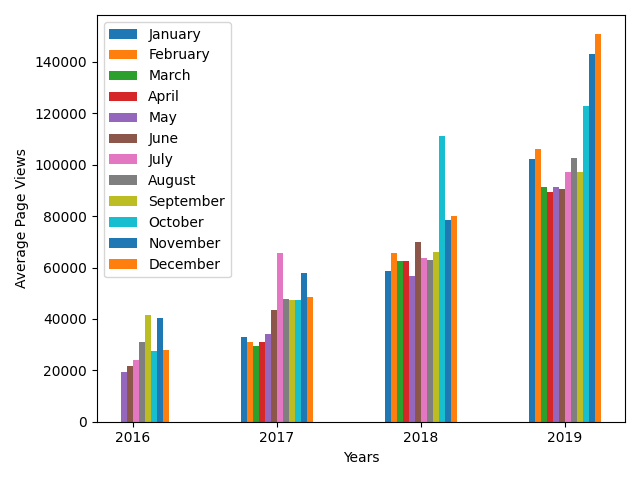 January
February
March
April
May
June
July
August
September
October
November
December
Average Page Views
140000
120000
100000
80000
60000
40000
20000
0
2016 2017 2018 2019
Years